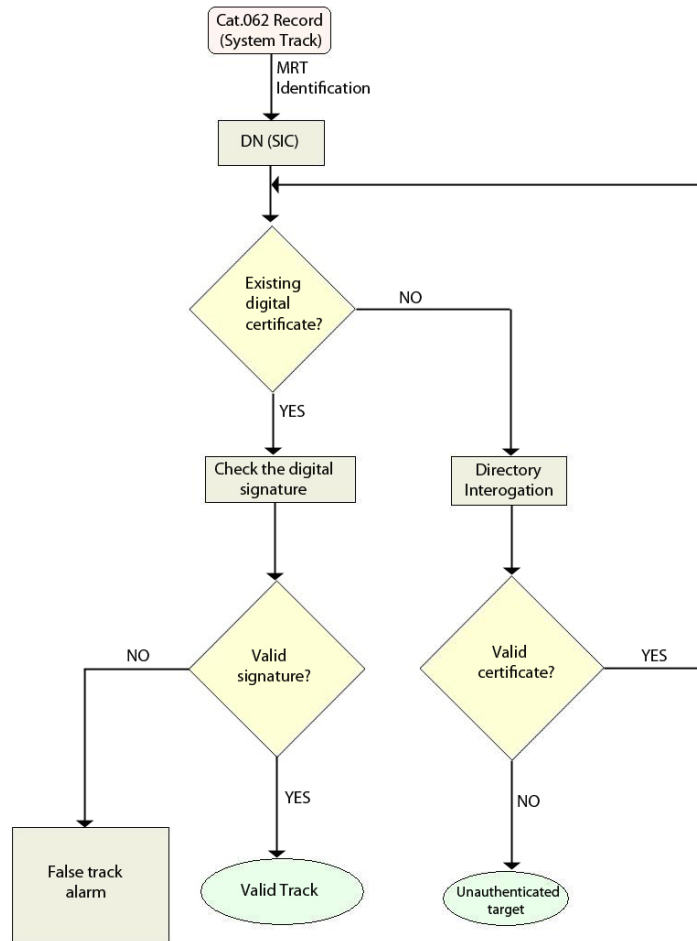 Cat.062 Record
(System Track)
MRT
Identification
DN (SIC)
Existing
digital
certificate?
NO
YES
Check the digital
signature
Directory
Interogation
Valid
signature?
NO
YES
Valid
certificate?
YES
NO
False track
alarm
Valid Track
Unauthenticated
target